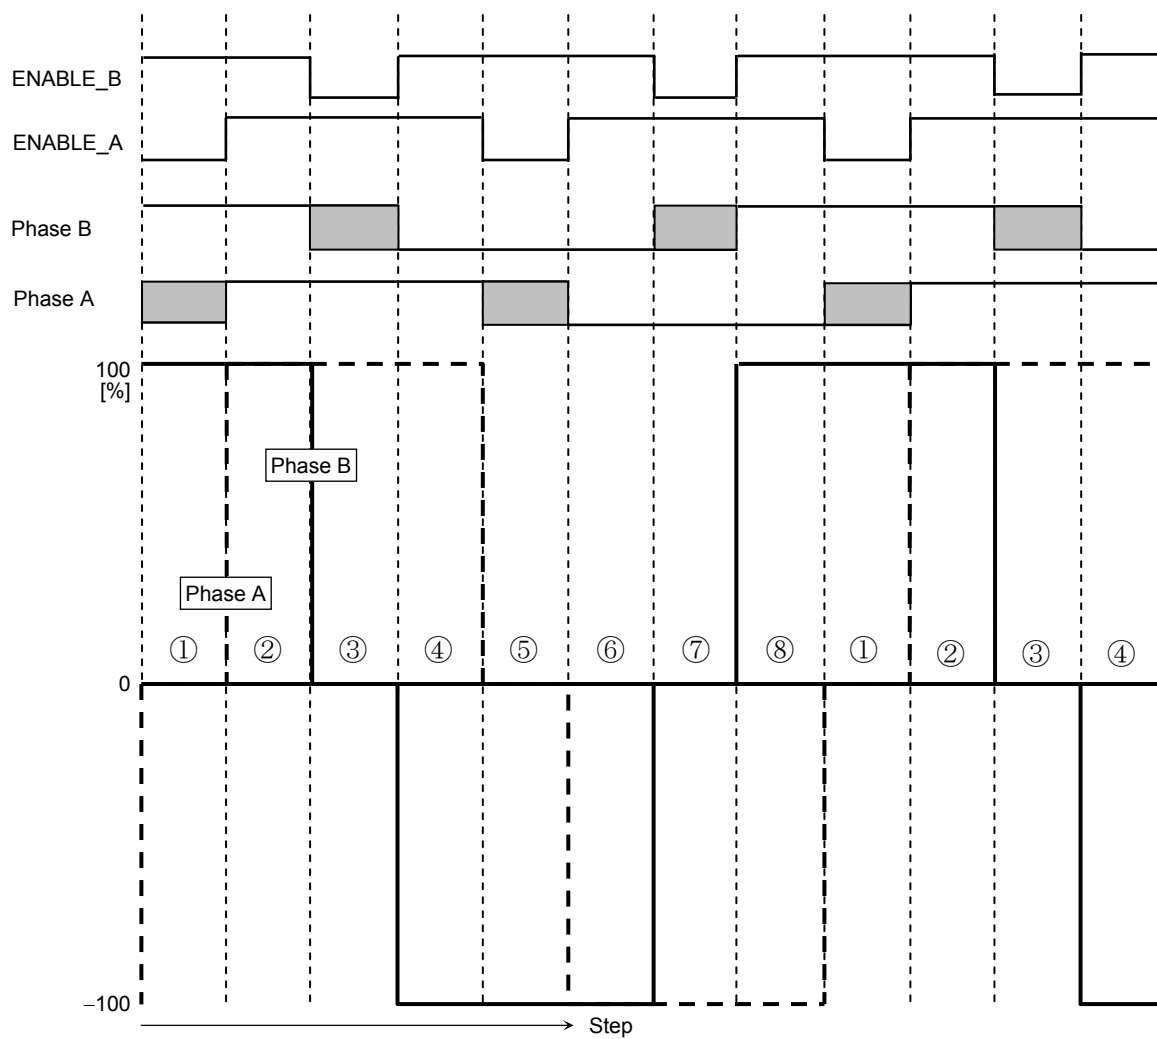 ENABLE_B
ENABLE_A
Phase B
Phase A
100
[%]
Phase B
Phase A
① ② ③ ④ ⑤ ⑥ ⑦ ⑧ ① ② ③ ④
0
−100
Step